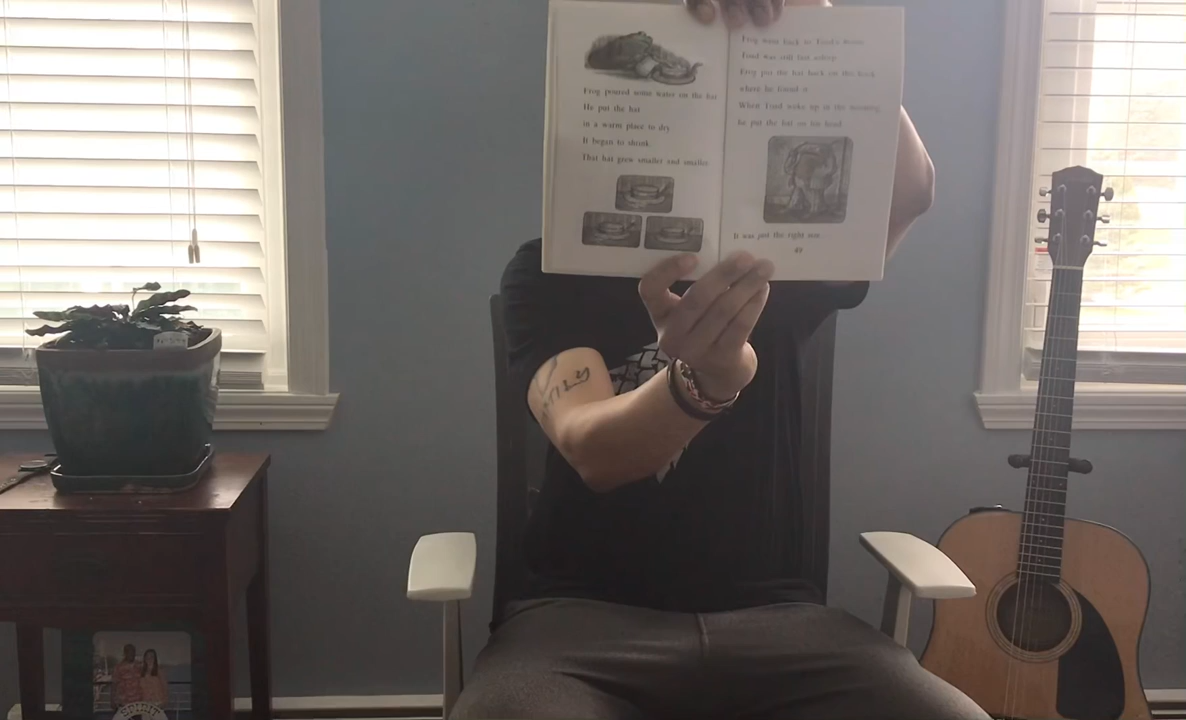 Frog poured some water on the hat
He put the hat
in a warm place to dry
It began to shrink
That hat grew smaller and smaller
Frog went back to Toad's house
Toad was still fast asleep
Frog put the hat back on the hook
where he found it
When Toad woke up in the morning
he put the hat on his head
It was just the right size
49
SPIRIT